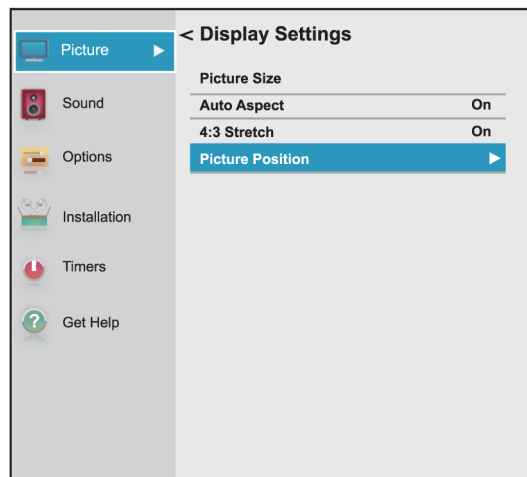 Picture
Sound
Options
Installation
Timers
Get Help
< Display Settings
Picture Size
Auto Aspect On
4:3 Stretch On
Picture Position